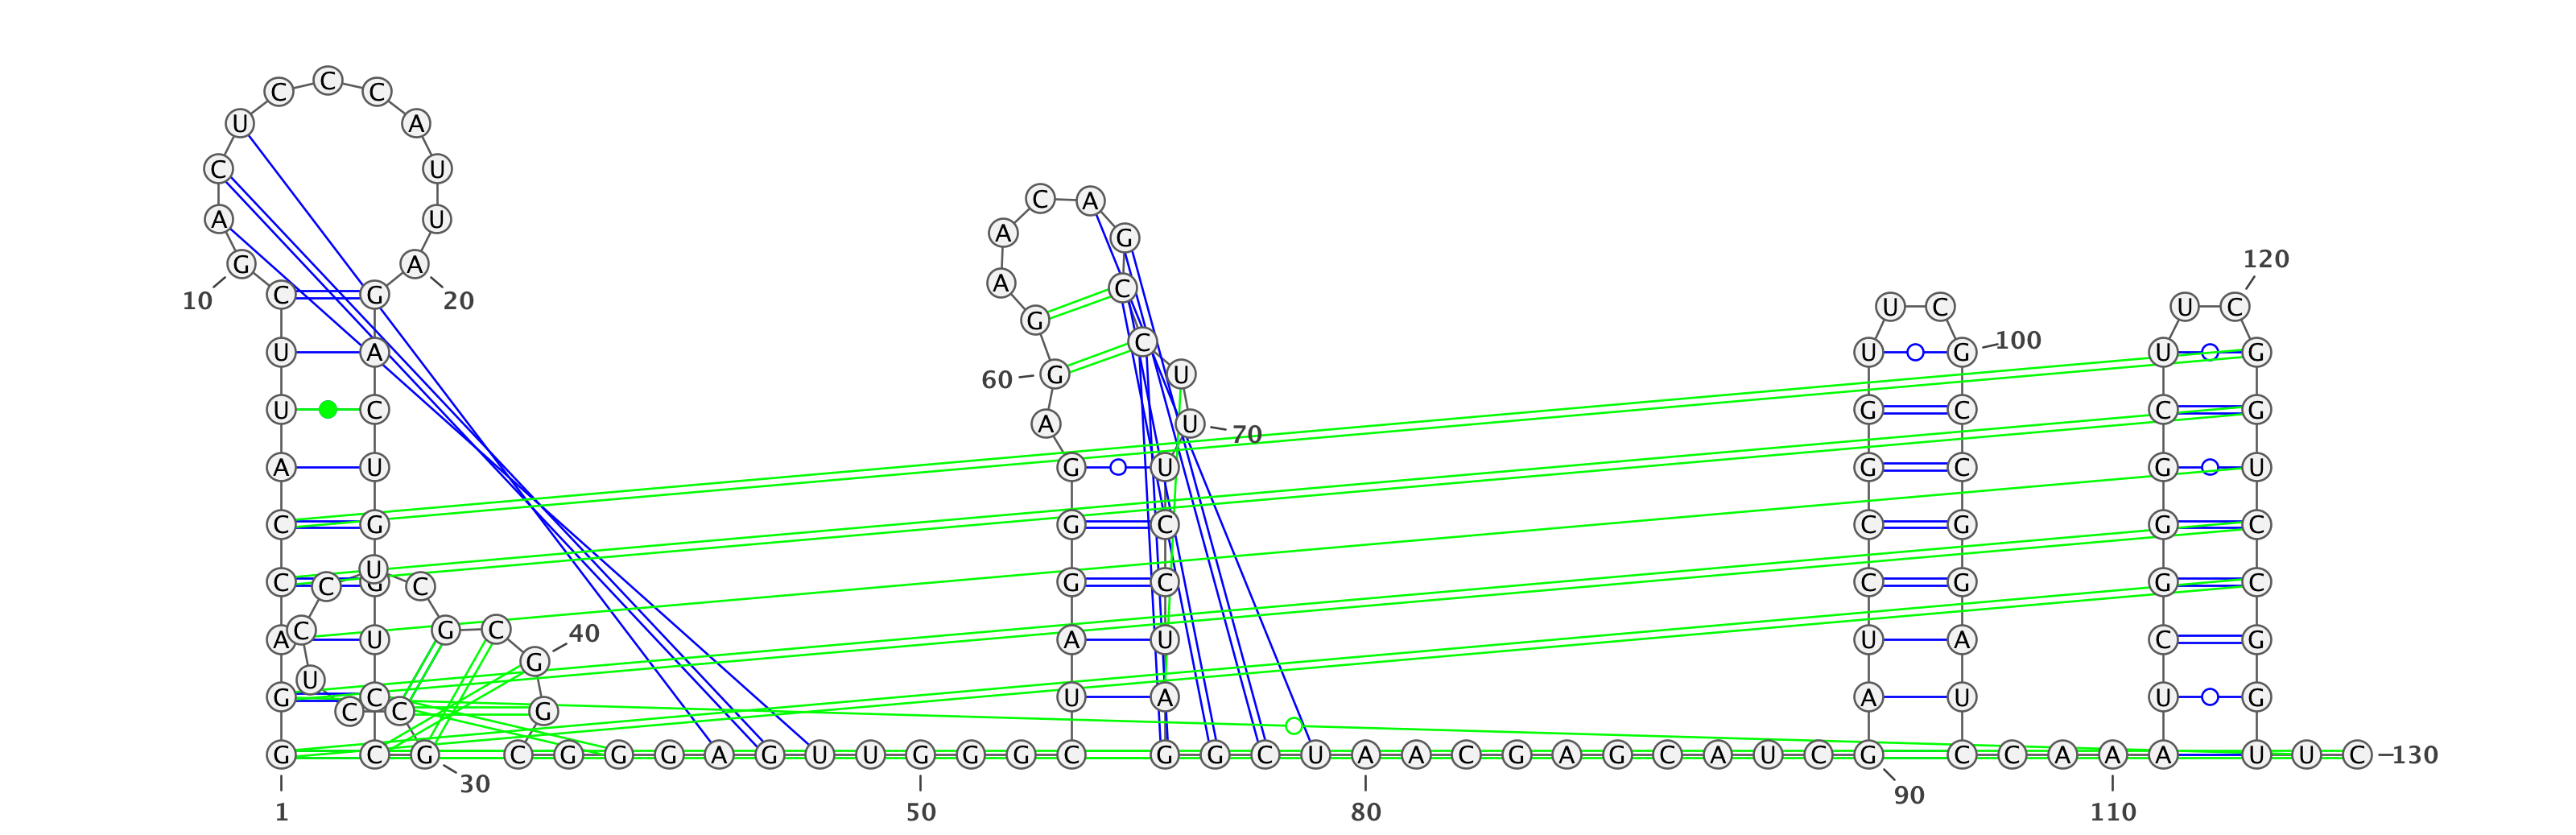 C
C C
U A
C U
C A
A U
A G
120
G A
A C
C G
10 20
U C U C
G
100
C
U A U G U G
60 G U
U C G C C G
A U 70
A U G U G C G U
C G G C C G G C
U
C G G C C G G C
C C
C G C 40
A U A U U A C G
G
U
G C U A A U U G
C C G
G C G C G G G A G U U G G G C G G C U A A C G A G C A U C G C C A A A U U C 130
30
90
1 50 80 110